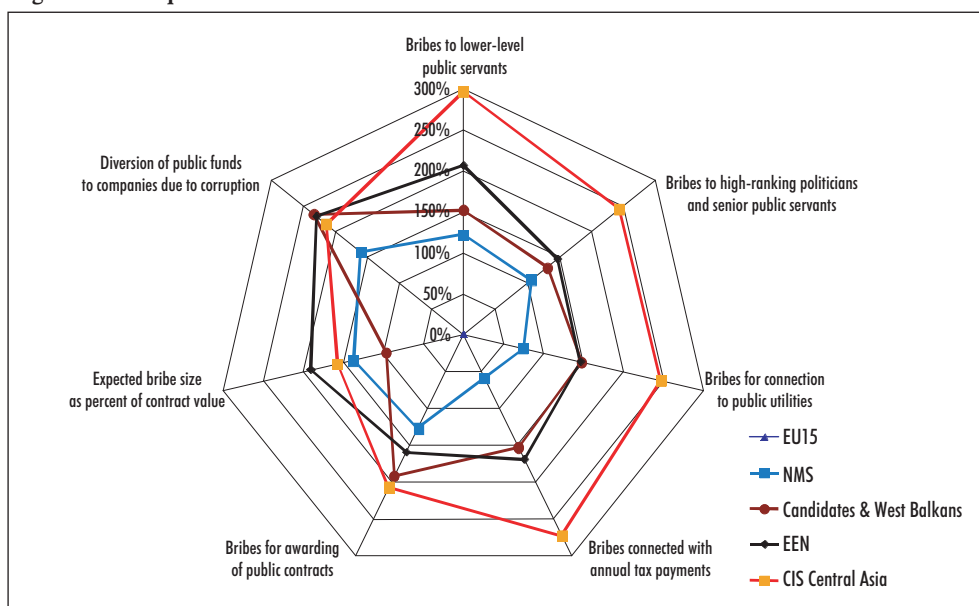 Bribes to lower-level
public servants
300%
250%
200%
150%
100%
50%
0%
Diversion of public funds
to companies due to corruption
Bribes to high-ranking politicians
and senior public servants
Expected bribe size
as percent of contract value
Bribes for connection
to public utilities
Bribes for awarding
of public contracts
Bribes connected with
annual tax payments
EU15
NMS
Candidates & West Balkans
EEN
CIS Central Asia